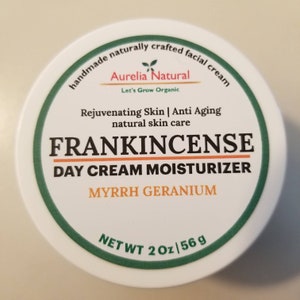 handmade naturally crafted facial cream
Aurelia Natural
Let's Grow Organic
Rejuvenating Skin | Anti Aging
natural skin care
FRANKINCENSE
DAY CREAM MOISTURIZER
MYRRH GERANIUM
NET WT 2 Oz | 56 g